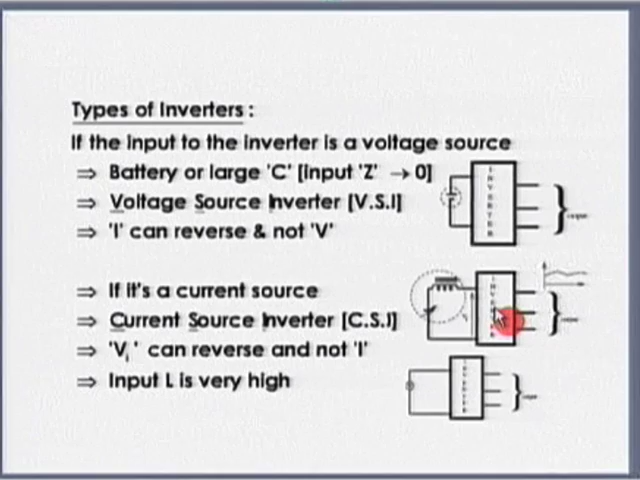 Types of Inverters :
If the Input to the Inverter is a voltage source
⇒ Battery or large 'C' [Input 'Z' → 0]
⇒ Voltage Source Inverter [V.S.I]
⇒ 'I' can reverse & not 'V'
INVERTER
⇒ If it's a current source
⇒ Current Source Inverter [C.S.I]
⇒ 'Vi' can reverse and not 'I'
⇒ Input L is very high
INVERTER